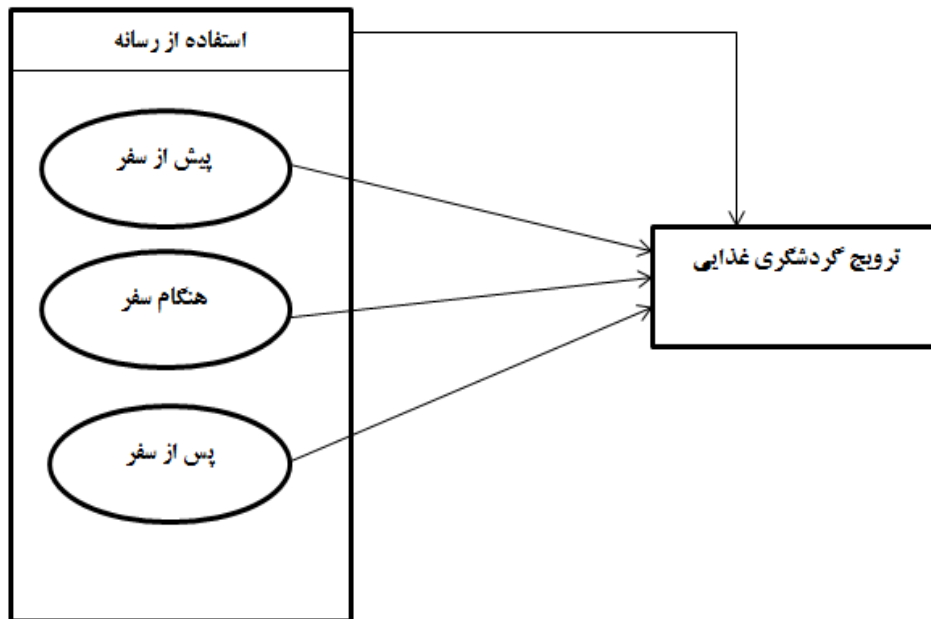 استفاده از رسانه
پیش از سفر
هنگام سفر
پس از سفر
ترویج گردشگری غذایی